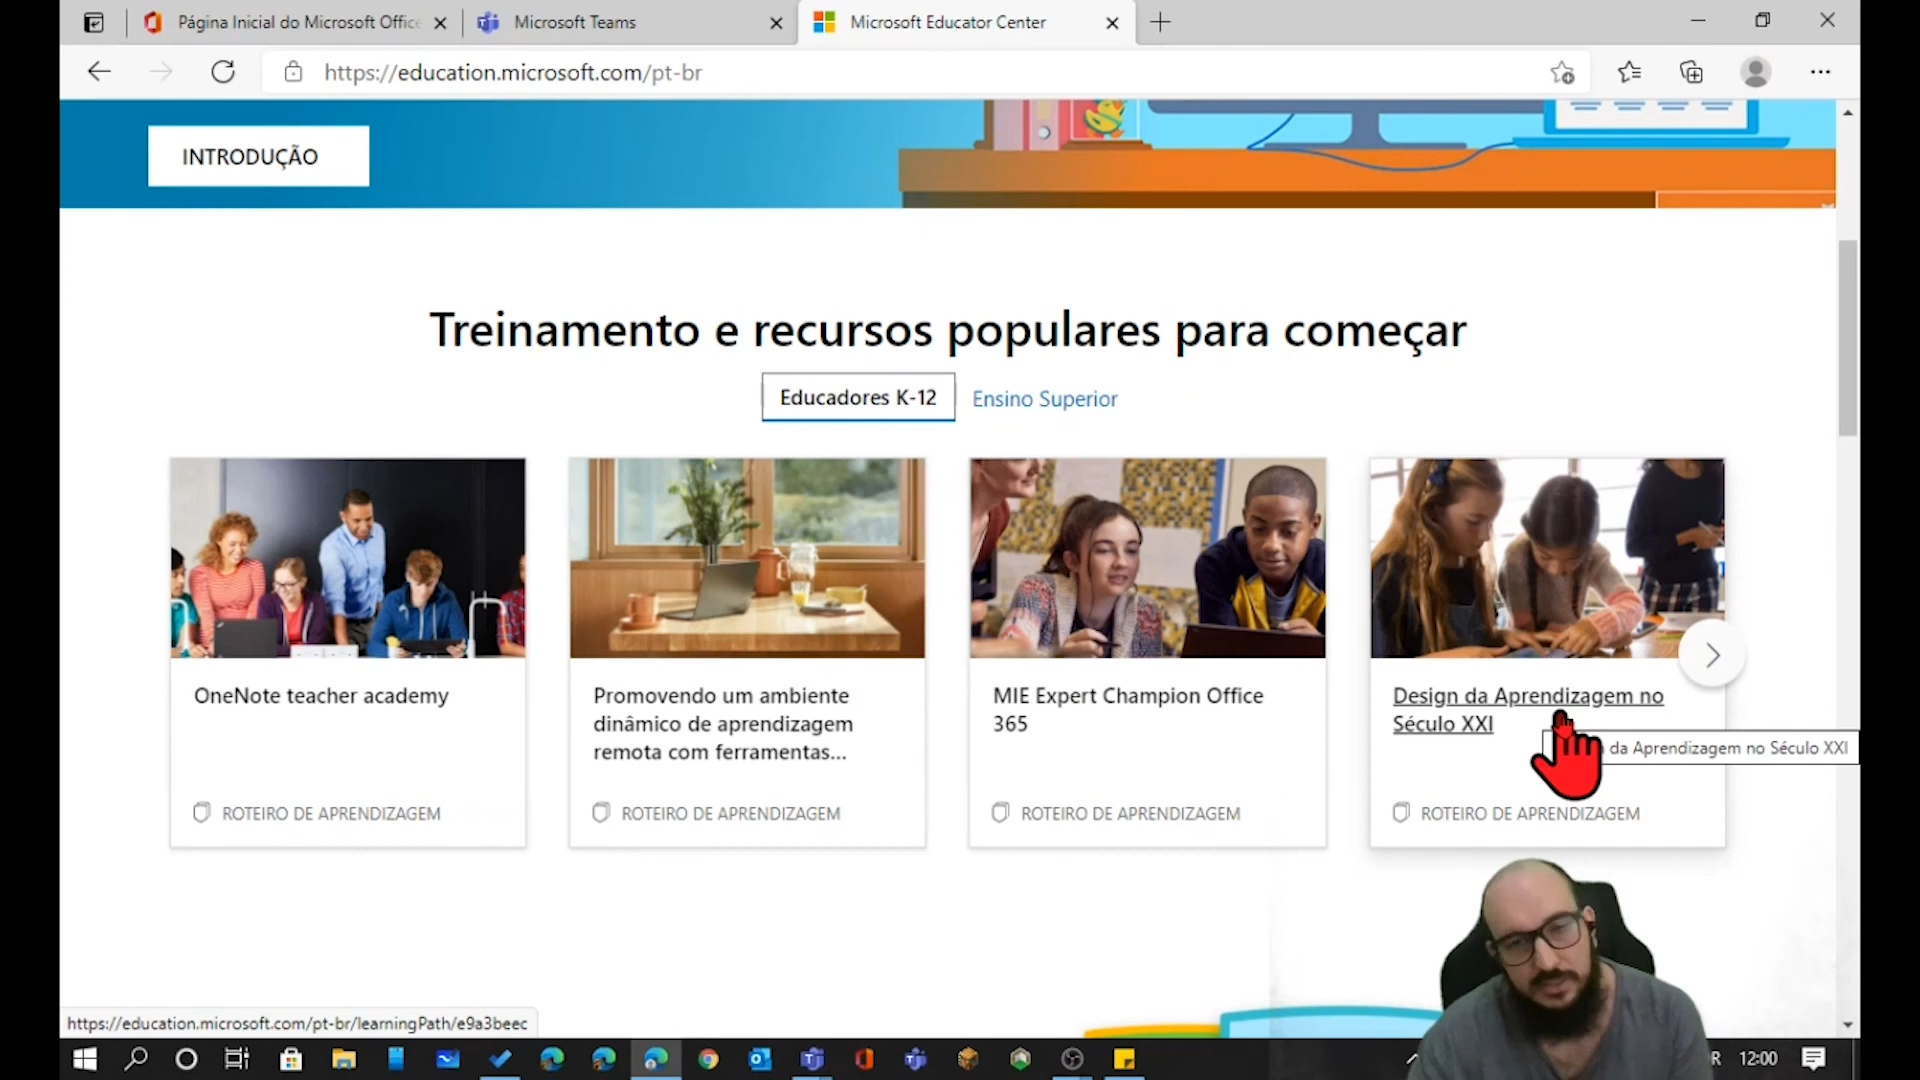 Página Inicial do Microsoft Office
Microsoft Teams
Microsoft Educator Center
https://education.microsoft.com/pt-br
INTRODUÇÃO
Treinamento e recursos populares para começar
Educadores K-12
Ensino Superior
OneNote teacher academy
ROTEIRO DE APRENDIZAGEM
Promovendo um ambiente
dinâmico de aprendizagem
remota com ferramentas...
ROTEIRO DE APRENDIZAGEM
MIE Expert Champion Office
365
ROTEIRO DE APRENDIZAGEM
Design da Aprendizagem no
Século XXI
da Aprendizagem no Século XXI
ROTEIRO DE APRENDIZAGEM
https://education.microsoft.com/pt-br/learningPath/e9a3beec
12:00